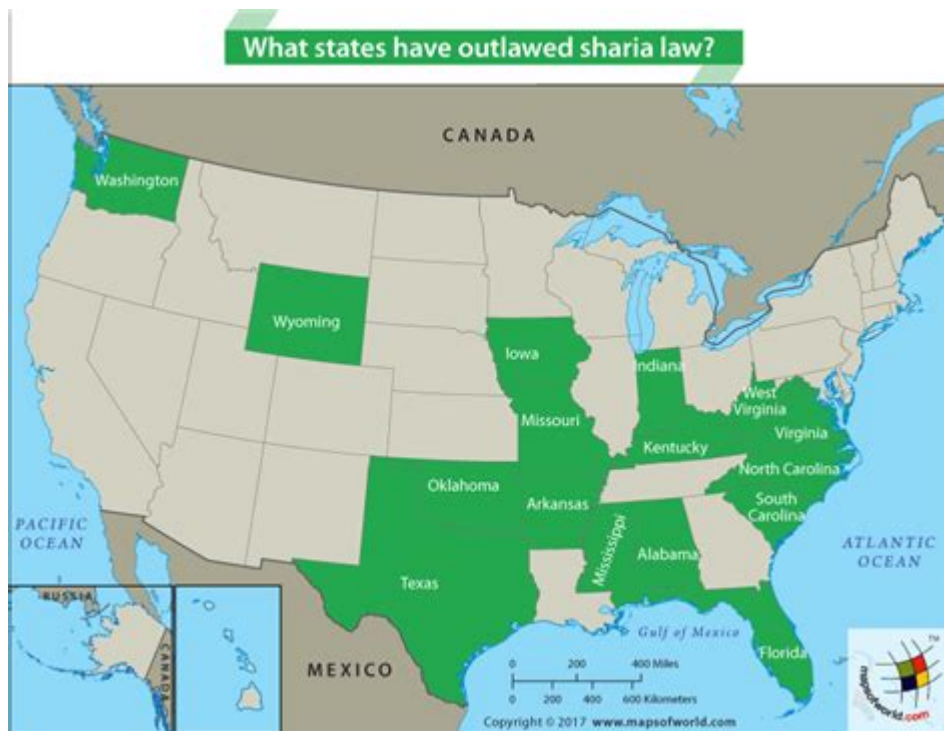 What states have outlawed sharia law?
CANADA
Washington
Wyoming
Iowa
Indiana
West
Virginia
Missouri
Virginia
Kentucky
North Carolina
Oklahoma
Arkansas
South
Carolina
PACIFIC
OCEAN
ATLANTIC
OCEAN
Mississippi
Alabama
Texas
RUSSIA
CANADA
Gulf of Mexico
Florida
MEXICO
0 200 400 Miles
0 200 400 600 Kilometers
Copyright © 2017 www.mapsofworld.com
TM
mapsofworld.com